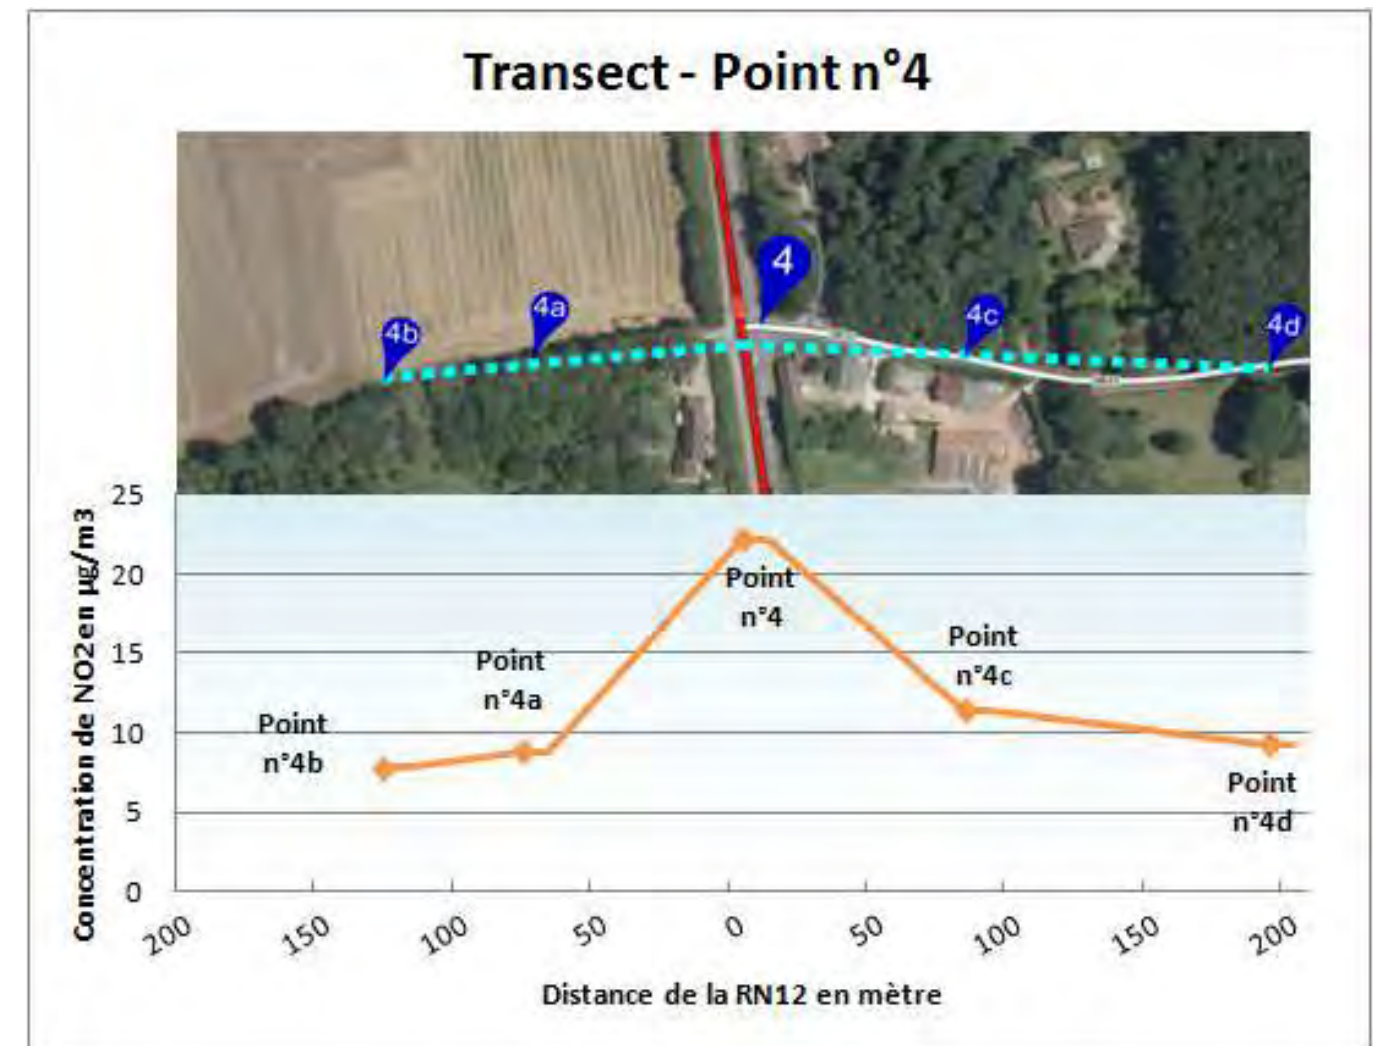 Transect - Point n°4
4
4a
4b
4c
4d
Concentration de NO2 en µg/m3
25
20
15
10
5
0
Point
n°4
Point
n°4c
Point
n°4a
Point
n°4b
Point
n°4d
200
150
100
50
0
50
100
150
200
Distance de la RN12 en mètre